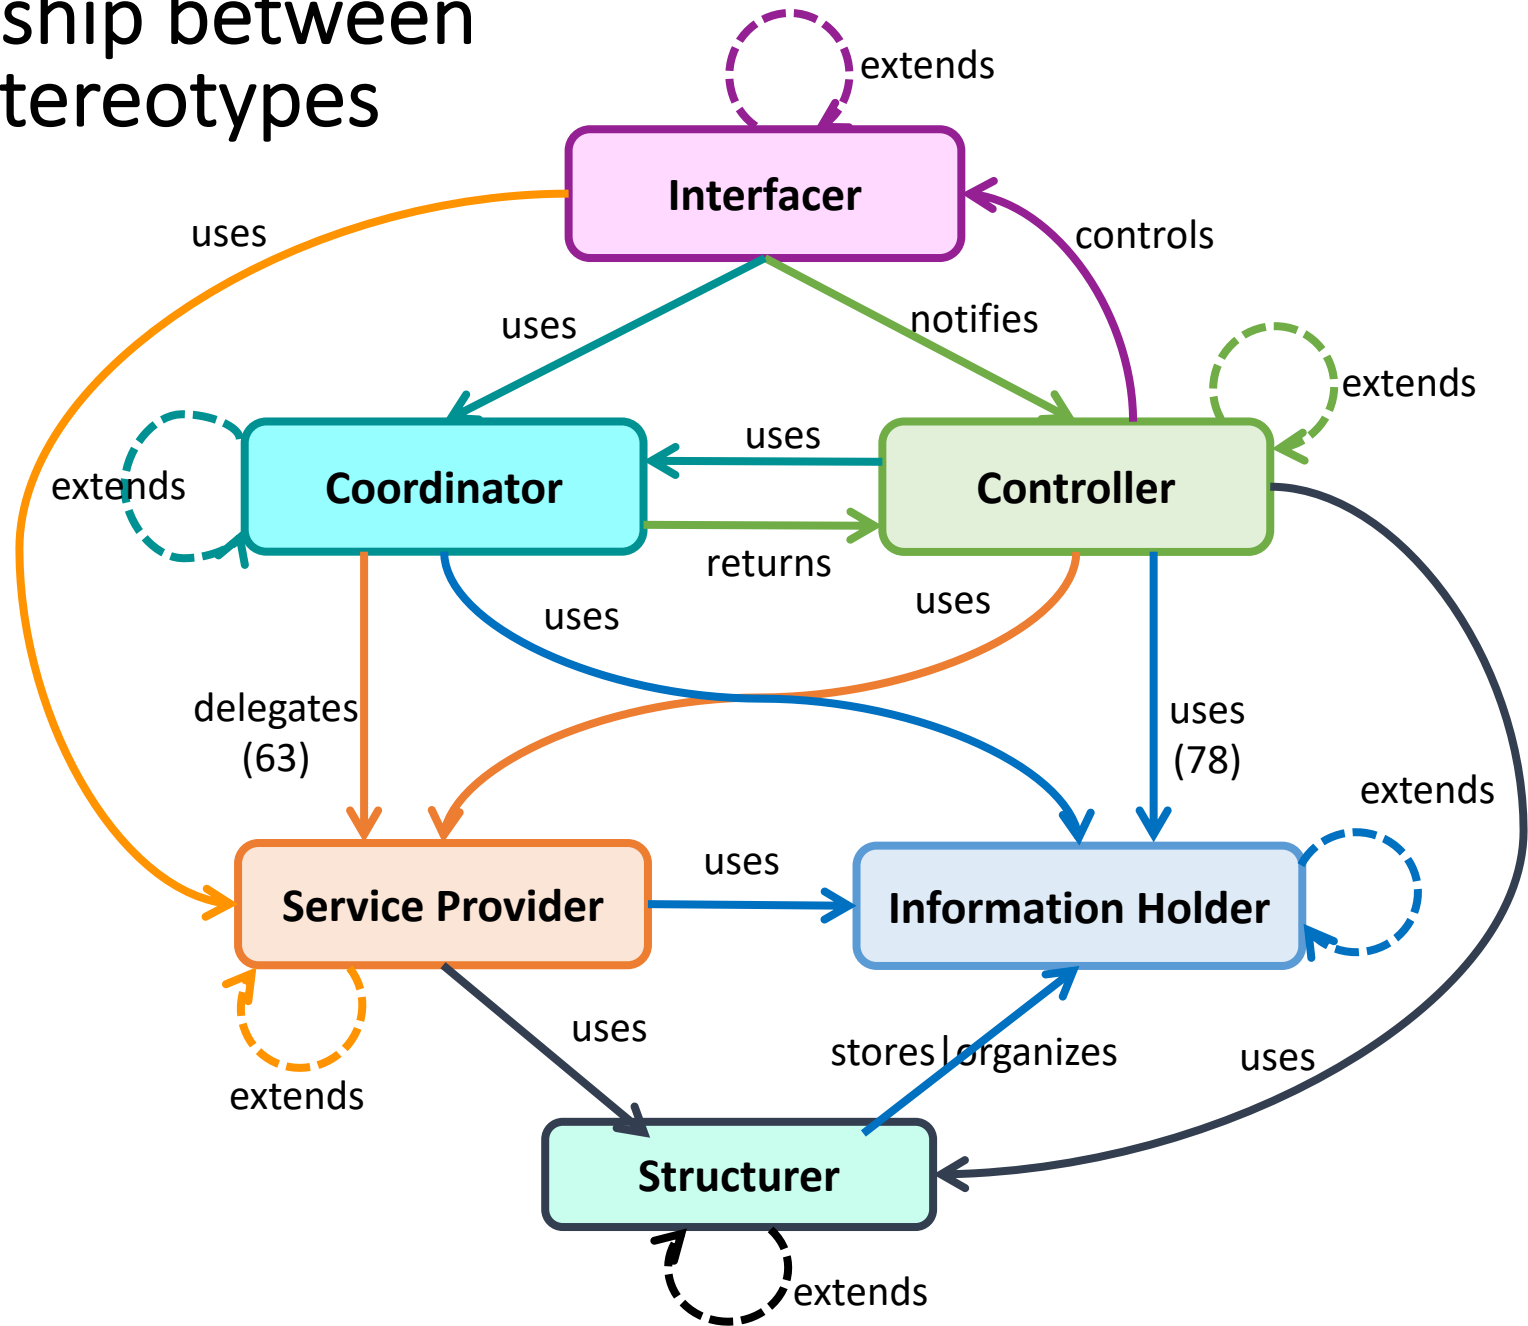 ship between
tereotypes
extends
Interfacer
uses
controls
uses
notifies
extends
uses
extends
Coordinator
Controller
returns
uses
uses
delegates
(63)
uses
(78)
extends
uses
Service Provider
Information Holder
uses
stores|organizes
uses
extends
Structurer
extends